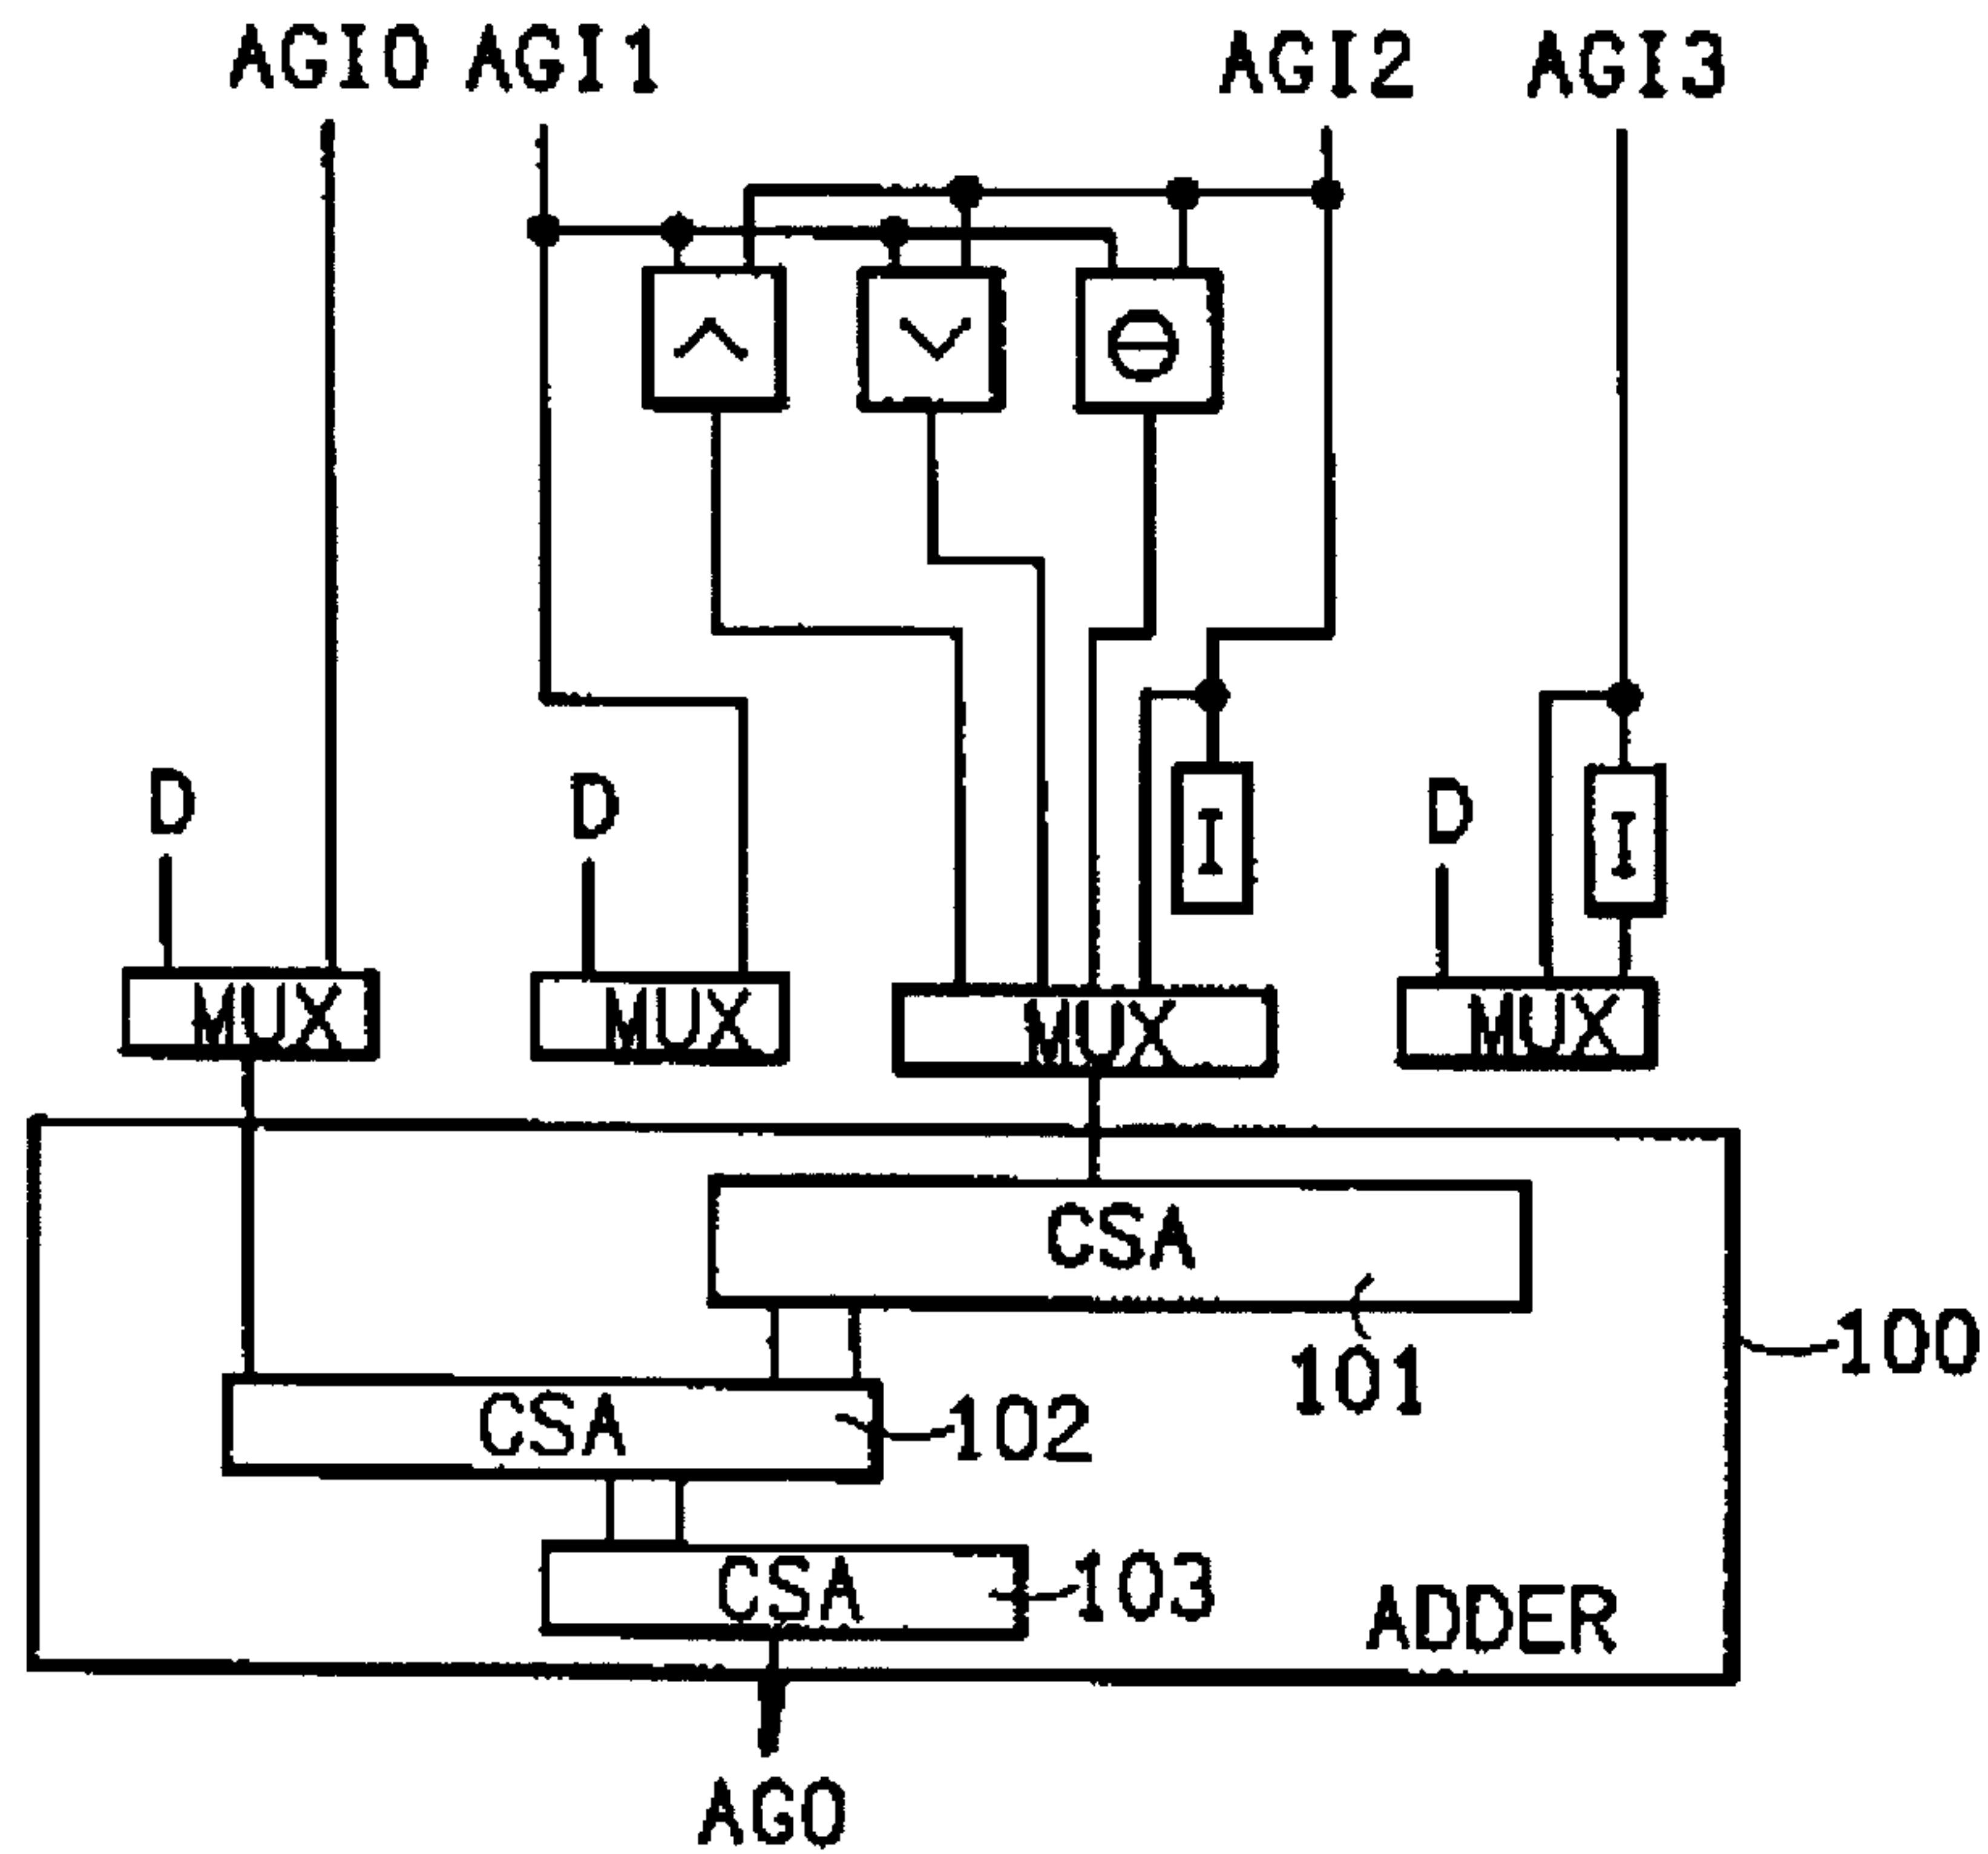 AGI0 AGI1 AGI2 AGI3
∧ ∨ ⊖
D D I D I
MUX MUX MUX MUX
CSA
101
100
CSA 102
CSA 103
ADDER
AGO